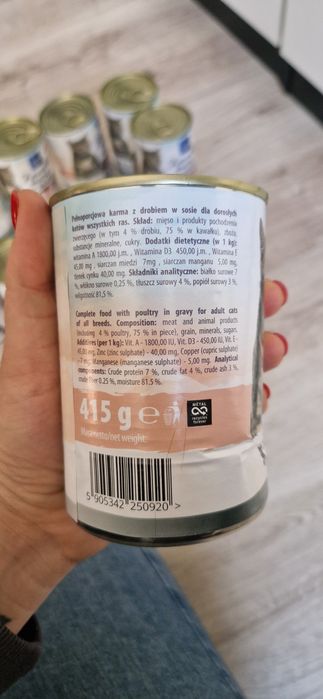 Pełnoporcjowa karma z drobiem w sosie dla dorosłych
kotów wszystkich ras. Skład: mięso i produkty pochodzenia
zwierzęcego (w tym 4 % drobiu, 75 % w kawałku), zboża,
substancje mineralne, cukry. Dodatki dietetyczne (w 1 kg):
witamina A 1800,00 j.m., witamina D3 450,00 j.m., witamina E
45,00 mg, siarczan miedzi 7mg, siarczan manganu 5,00 mg,
tlenek cynku 40,00 mg. Składniki analityczne: białko surowe 7
%, włókno surowe 0,25 %, tłuszcz surowy 4 %, popiół surowy 3 %,
wilgotność 81,5 %.
Complete food with poultry in gravy for adult cats
of all breeds. Composition: meat and animal products
(including 4 % poultry, 75 % in piece), grain, minerals, sugar.
Additives (per 1 kg): Vit. A - 1800,00 IU, Vit. D3 - 450,00 IU, Vit. E -
45,00 mg, Zinc (zinc sulphate) - 40,00 mg, Copper (cupric sulphate)
- 7 mg, Manganese (manganese sulphate) - 5,00 mg. Analytical
components: Crude protein 7 %, crude fat 4 %, crude ash 3 %,
crude fiber 0.25 %, moisture 81.5 %.
415 g e
Masa netto/net weight:
METAL
recycles
forever
5 905342 250920 >